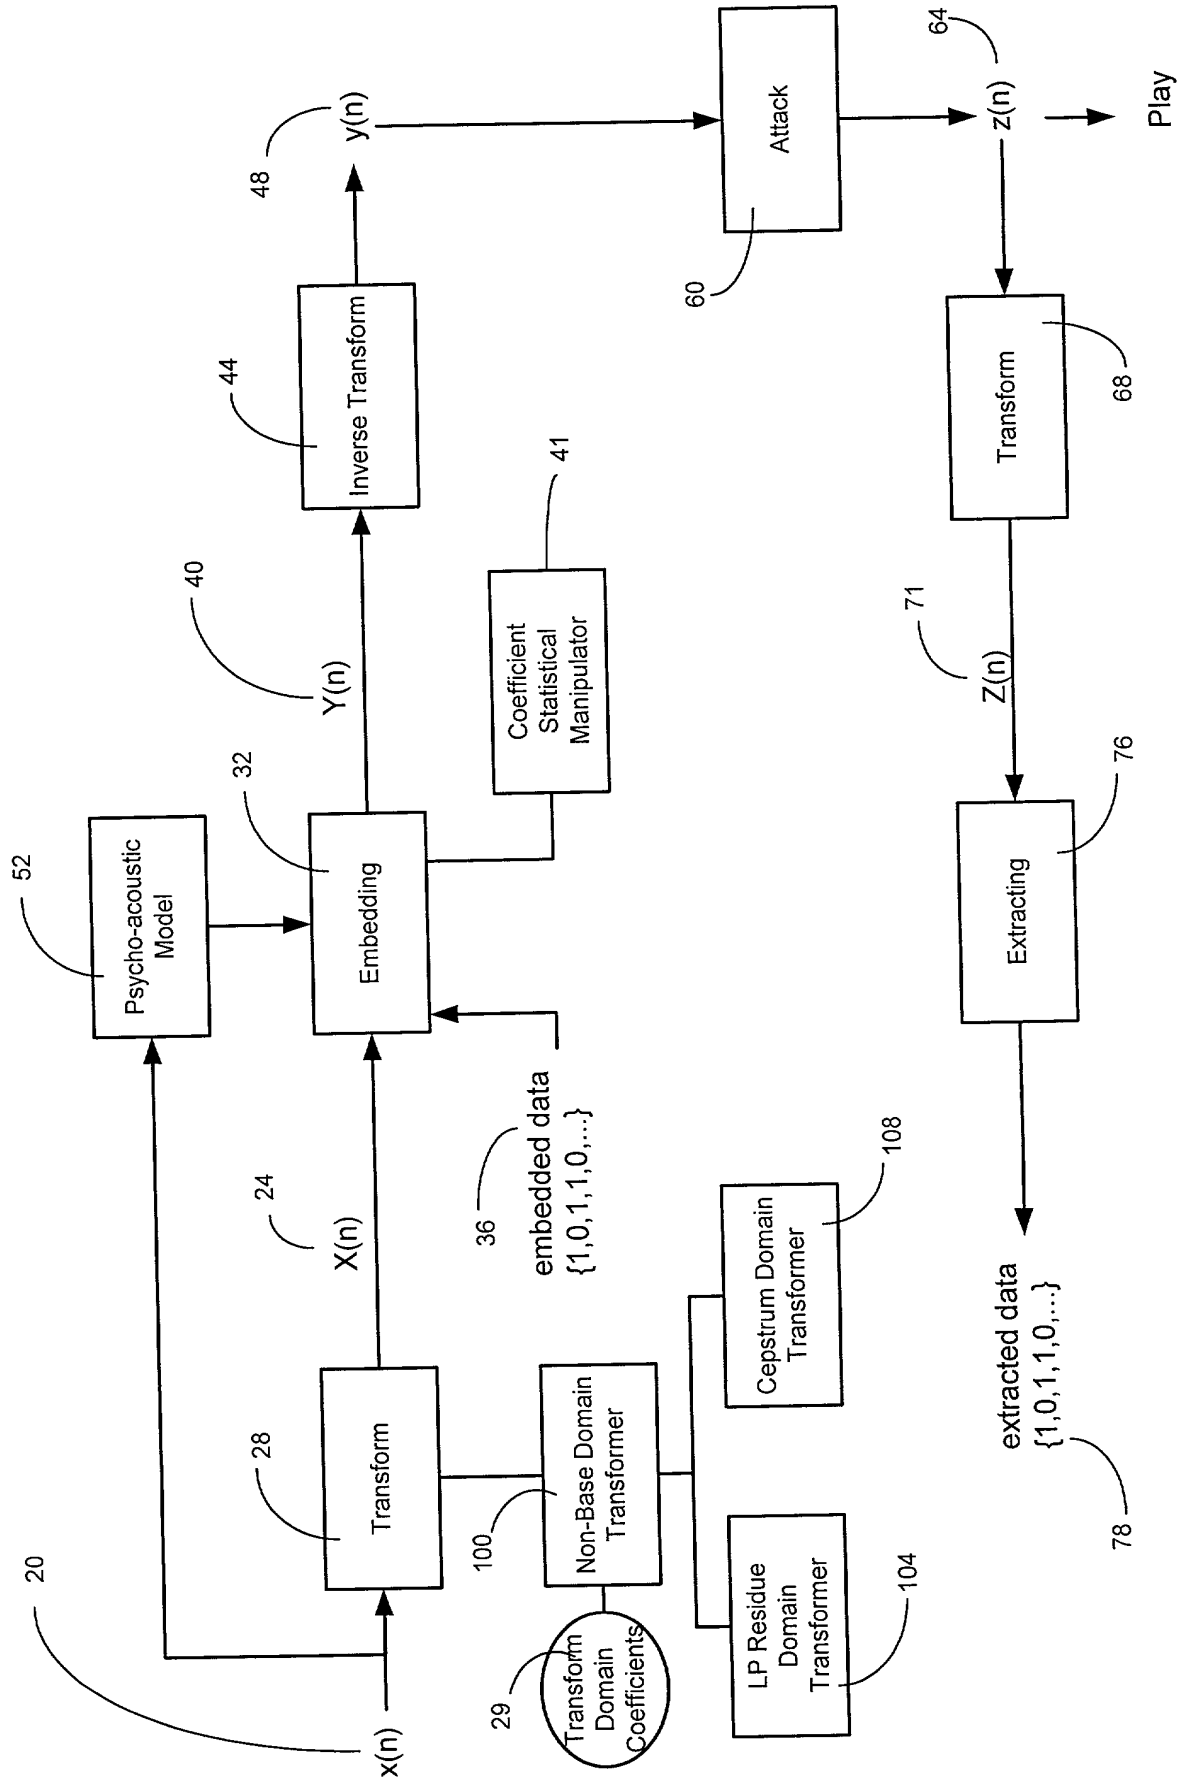 20
x(n)
28
Transform
24
X(n)
52
Psycho-acoustic
Model
32
Embedding
40
Y(n)
44
Inverse Transform
48
y(n)
29
Transform
Domain
Coefficients
100
Non-Base Domain
Transformer
36
embedded data
{1,0,1,1,0,...}
Coefficient
Statistical
Manipulator
41
LP Residue
Domain
Transformer
104
Cepstrum Domain
Transformer
108
60
Attack
64
z(n)
Play
Transform
68
71
Z(n)
Extracting
76
extracted data
{1,0,1,1,0,...}
78